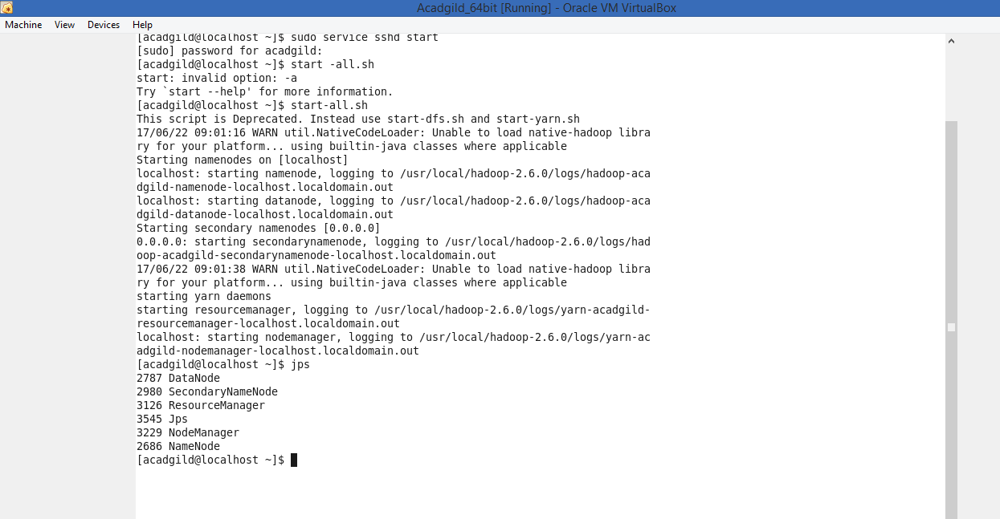 Acadgild_64bit [Running] - Oracle VM VirtualBox
Machine View Devices Help
[acadgild@localhost ~]$ sudo service sshd start
[sudo] password for acadgild:
[acadgild@localhost ~]$ start -all.sh
start: invalid option: -a
Try `start --help' for more information.
[acadgild@localhost ~]$ start-all.sh
This script is Deprecated. Instead use start-dfs.sh and start-yarn.sh
17/06/22 09:01:16 WARN util.NativeCodeLoader: Unable to load native-hadoop libra
ry for your platform... using builtin-java classes where applicable
Starting namenodes on [localhost]
localhost: starting namenode, logging to /usr/local/hadoop-2.6.0/logs/hadoop-aca
dgild-namenode-localhost.localdomain.out
localhost: starting datanode, logging to /usr/local/hadoop-2.6.0/logs/hadoop-aca
dgild-datanode-localhost.localdomain.out
Starting secondary namenodes [0.0.0.0]
0.0.0.0: starting secondarynamenode, logging to /usr/local/hadoop-2.6.0/logs/had
oop-acadgild-secondarynamenode-localhost.localdomain.out
17/06/22 09:01:38 WARN util.NativeCodeLoader: Unable to load native-hadoop libra
ry for your platform... using builtin-java classes where applicable
starting yarn daemons
starting resourcemanager, logging to /usr/local/hadoop-2.6.0/logs/yarn-acadgild-
resourcemanager-localhost.localdomain.out
localhost: starting nodemanager, logging to /usr/local/hadoop-2.6.0/logs/yarn-ac
adgild-nodemanager-localhost.localdomain.out
[acadgild@localhost ~]$ jps
2787 DataNode
2980 SecondaryNameNode
3126 ResourceManager
3545 Jps
3229 NodeManager
2686 NameNode
[acadgild@localhost ~]$